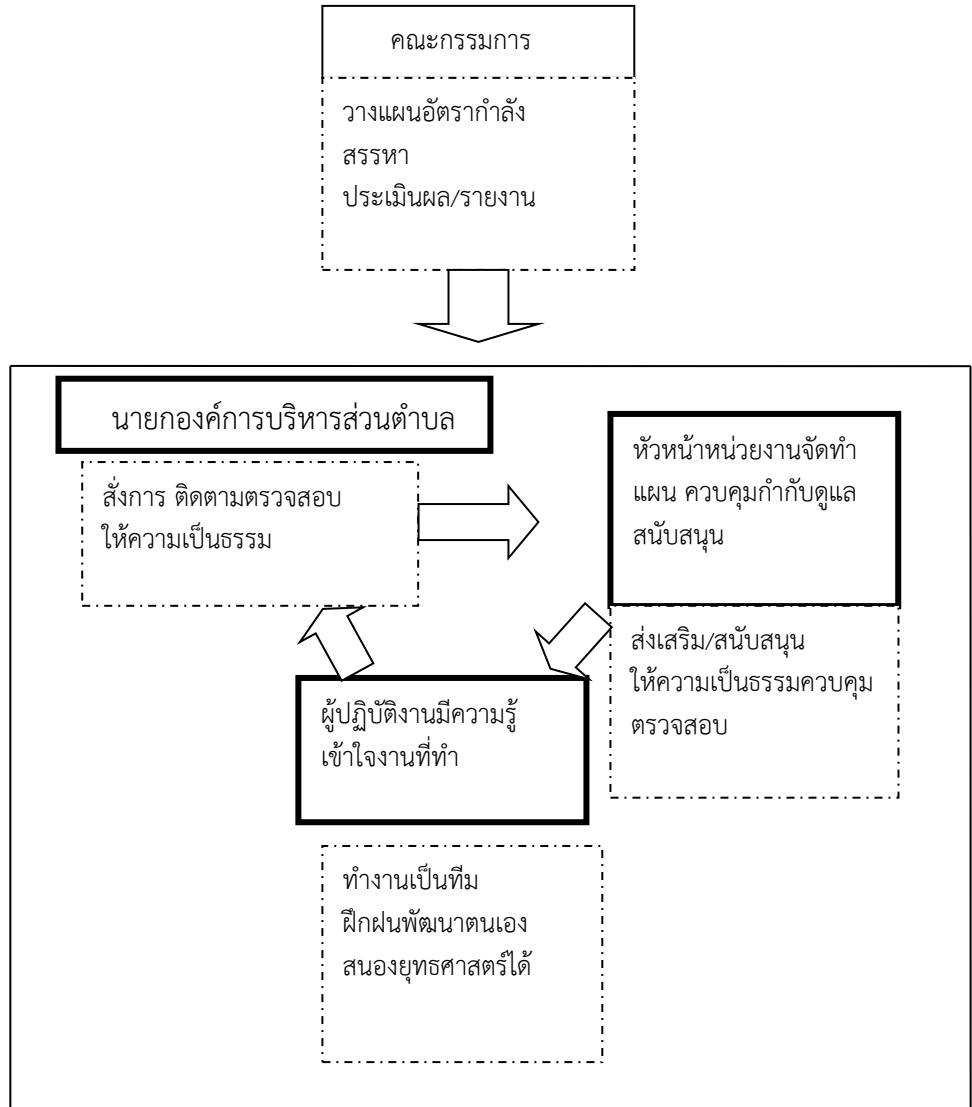 คณะกรรมการ
วางแผนอัตรากำลัง
สรรหา
ประเมินผล/รายงาน
นายกองค์การบริหารส่วนตำบล
สั่งการ ติดตามตรวจสอบ
ให้ความเป็นธรรม
หัวหน้าหน่วยงานจัดทำ
แผน ควบคุมกำกับดูแล
สนับสนุน
ส่งเสริม/สนับสนุน
ให้ความเป็นธรรมควบคุม
ตรวจสอบ
ผู้ปฏิบัติงานมีความรู้
เข้าใจงานที่ทำ
ทำงานเป็นทีม
ฝึกฝนพัฒนาตนเอง
สนองยุทธศาสตร์ได้